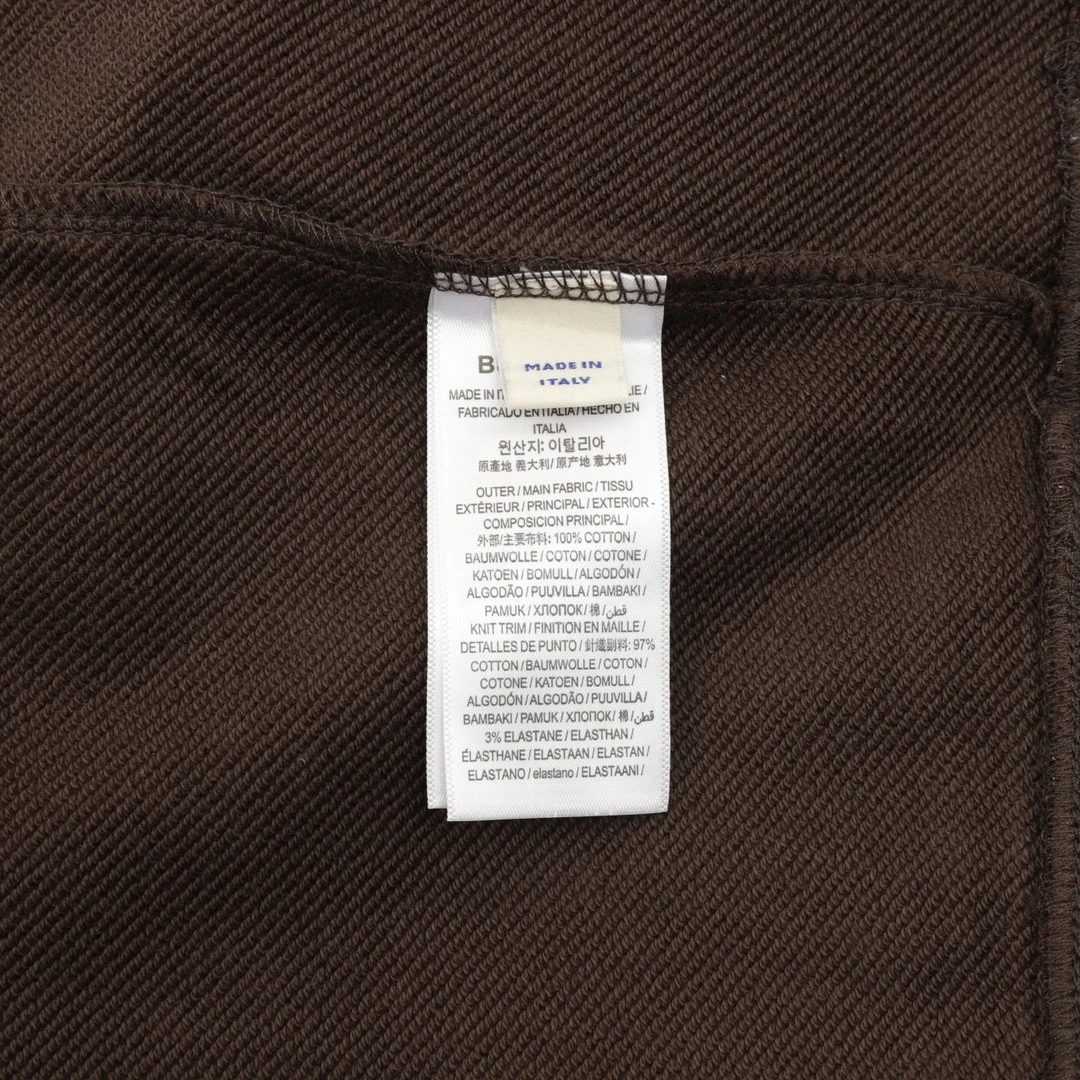 MADE IN
ITALY
MADE IN
FABRICADO EN ITALIA / HECHO EN
ITALIA
원산지: 이탈리아
原產地 義大利/ 原产地 意大利
OUTER / MAIN FABRIC / TISSU
EXTÉRIEUR / PRINCIPAL / EXTERIOR -
COMPOSICION PRINCIPAL /
外部/主要布料: 100% COTTON /
BAUMWOLLE / COTON / COTONE /
KATOEN / BOMULL / ALGODÓN /
ALGODÃO / PUUVILLA / BAMBAKI /
PAMUK / ХЛОПОК / 棉 / قطن
KNIT TRIM / FINITION EN MAILLE /
DETALLES DE PUNTO / 針織副料: 97%
COTTON / BAUMWOLLE / COTON /
COTONE / KATOEN / BOMULL /
ALGODÓN / ALGODÃO / PUUVILLA /
BAMBAKI / PAMUK / ХЛОПОК / 棉 / قطن
3% ELASTANE / ELASTHAN /
ÉLASTHANE / ELASTAAN / ELASTAN /
ELASTANO / elastano / ELASTAANI /